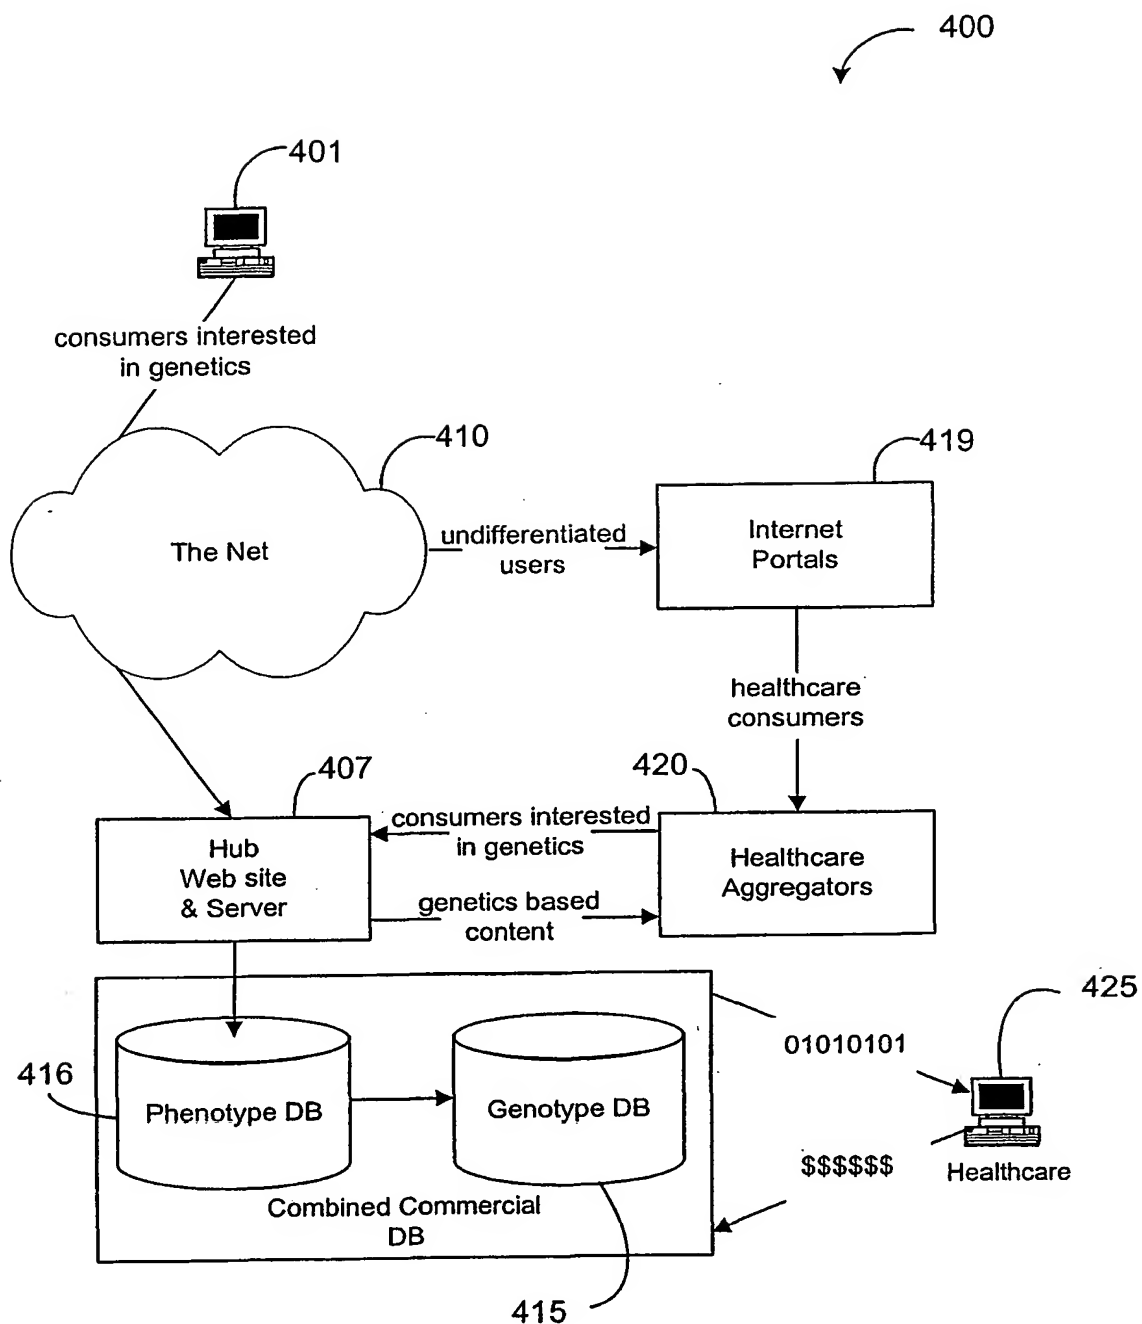 400
401
consumers interested
in genetics
410
419
The Net
undifferentiated
users
Internet
Portals
healthcare
consumers
407
420
Hub
Web site
& Server
consumers interested
in genetics
genetics based
content
Healthcare
Aggregators
425
01010101
416
Phenotype DB
Genotype DB
$$$$$$
Healthcare
Combined Commercial
DB
415